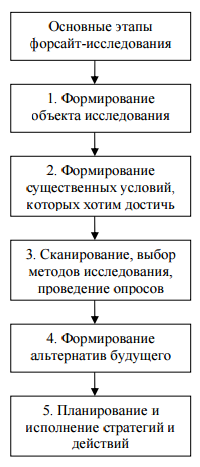 Основные этапы
форсайт-исследования
1. Формирование
объекта исследования
2. Формирование
существенных условий,
которых хотим достичь
3. Сканирование, выбор
методов исследования,
проведение опросов
4. Формирование
альтернатив будущего
5. Планирование и
исполнение стратегий и
действий